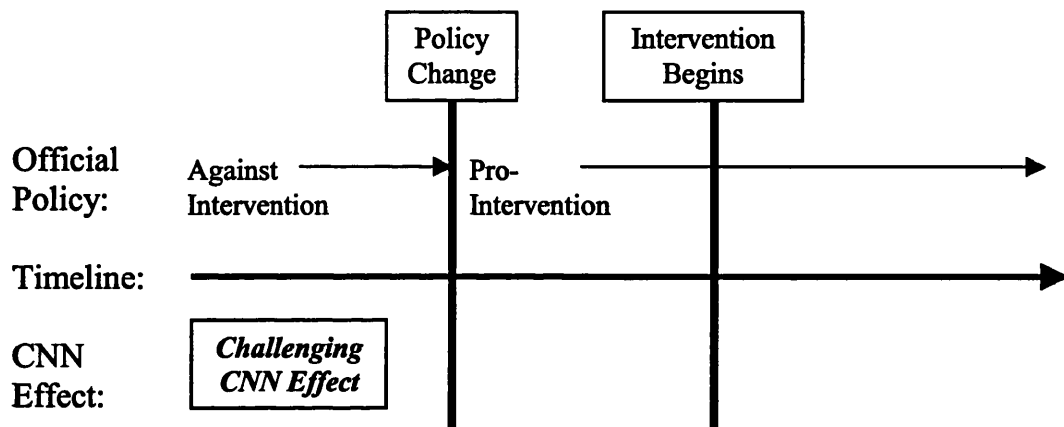 Policy
Change
Intervention
Begins
Official
Policy:
Against
Intervention
Pro-
Intervention
Timeline:
CNN
Effect:
Challenging
CNN Effect